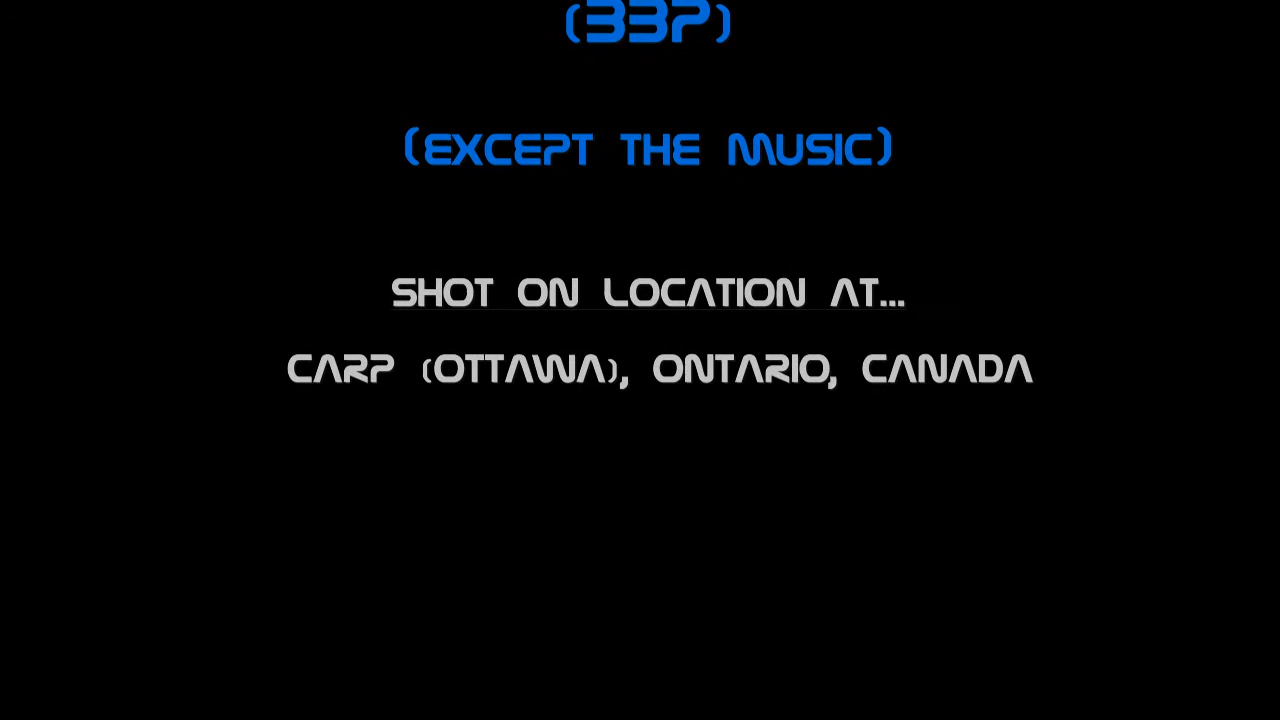 (33P)
(EXCEPT THE MUSIC)
SHOT ON LOCATION AT...
CARP (OTTAWA), ONTARIO, CANADA